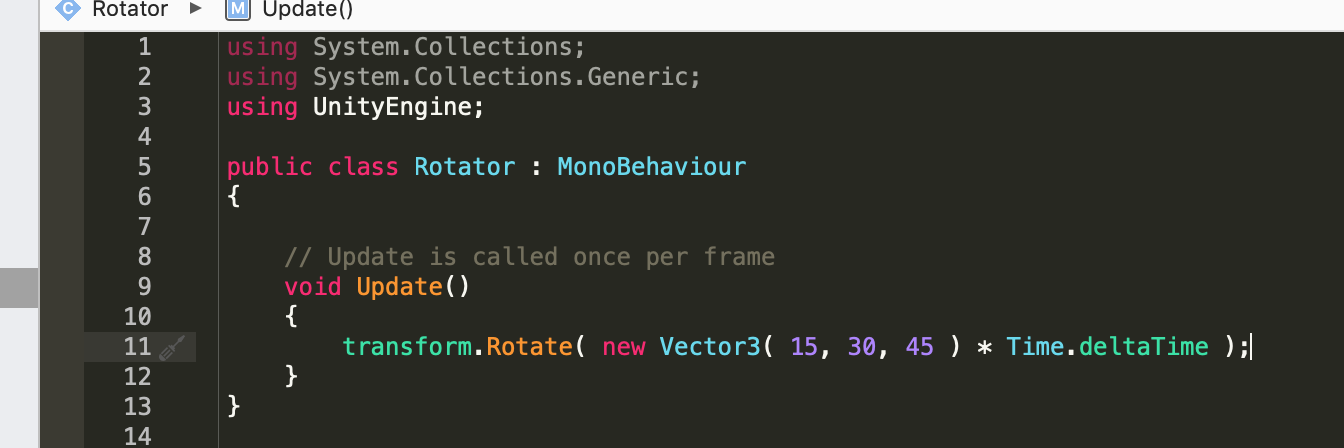 C Rotator ▶ M Update()
1 using System.Collections;
2 using System.Collections.Generic;
3 using UnityEngine;
4
5 public class Rotator : MonoBehaviour
6 {
7
8 // Update is called once per frame
9 void Update()
10 {
11 transform.Rotate( new Vector3( 15, 30, 45 ) * Time.deltaTime );
12 }
13 }
14